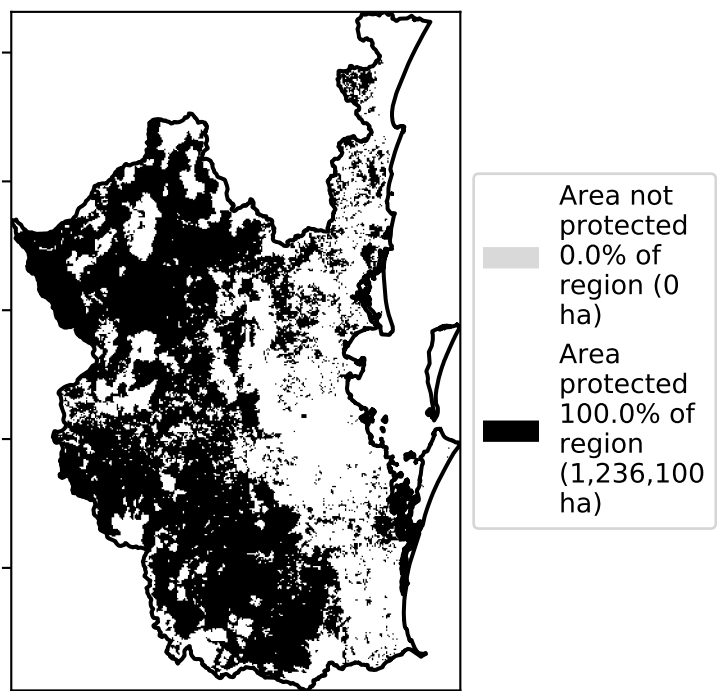 Area not
protected
0.0% of
region (0
ha)
Area
protected
100.0% of
region
(1,236,100
ha)